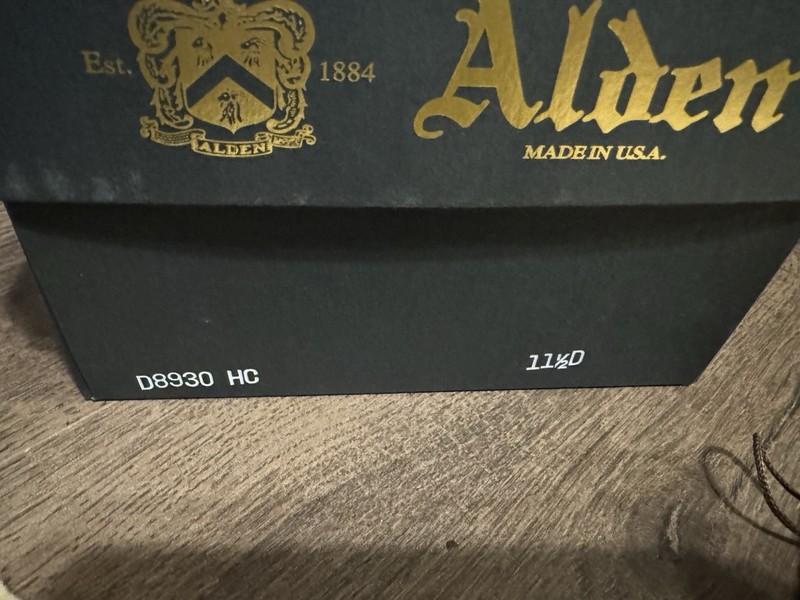 Est. 1884
Alden
ALDEN
MADE IN U.S.A.
D8930 HC
11½D